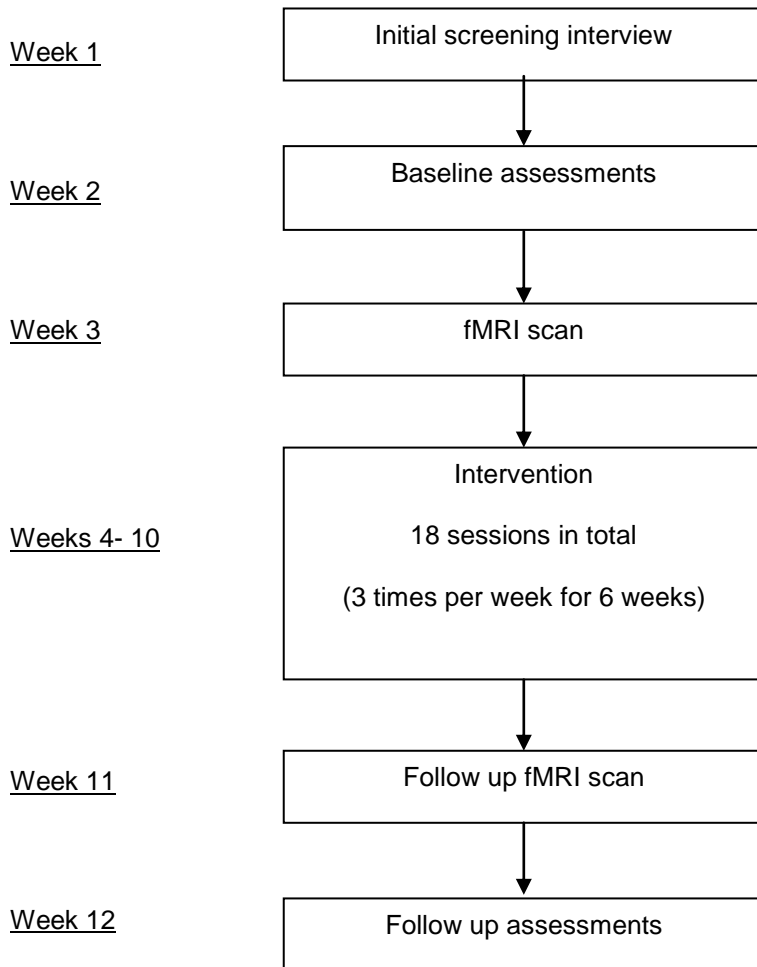 Week 1
Initial screening interview
Week 2
Baseline assessments
Week 3
fMRI scan
Weeks 4- 10
Intervention
18 sessions in total
(3 times per week for 6 weeks)
Week 11
Follow up fMRI scan
Week 12
Follow up assessments